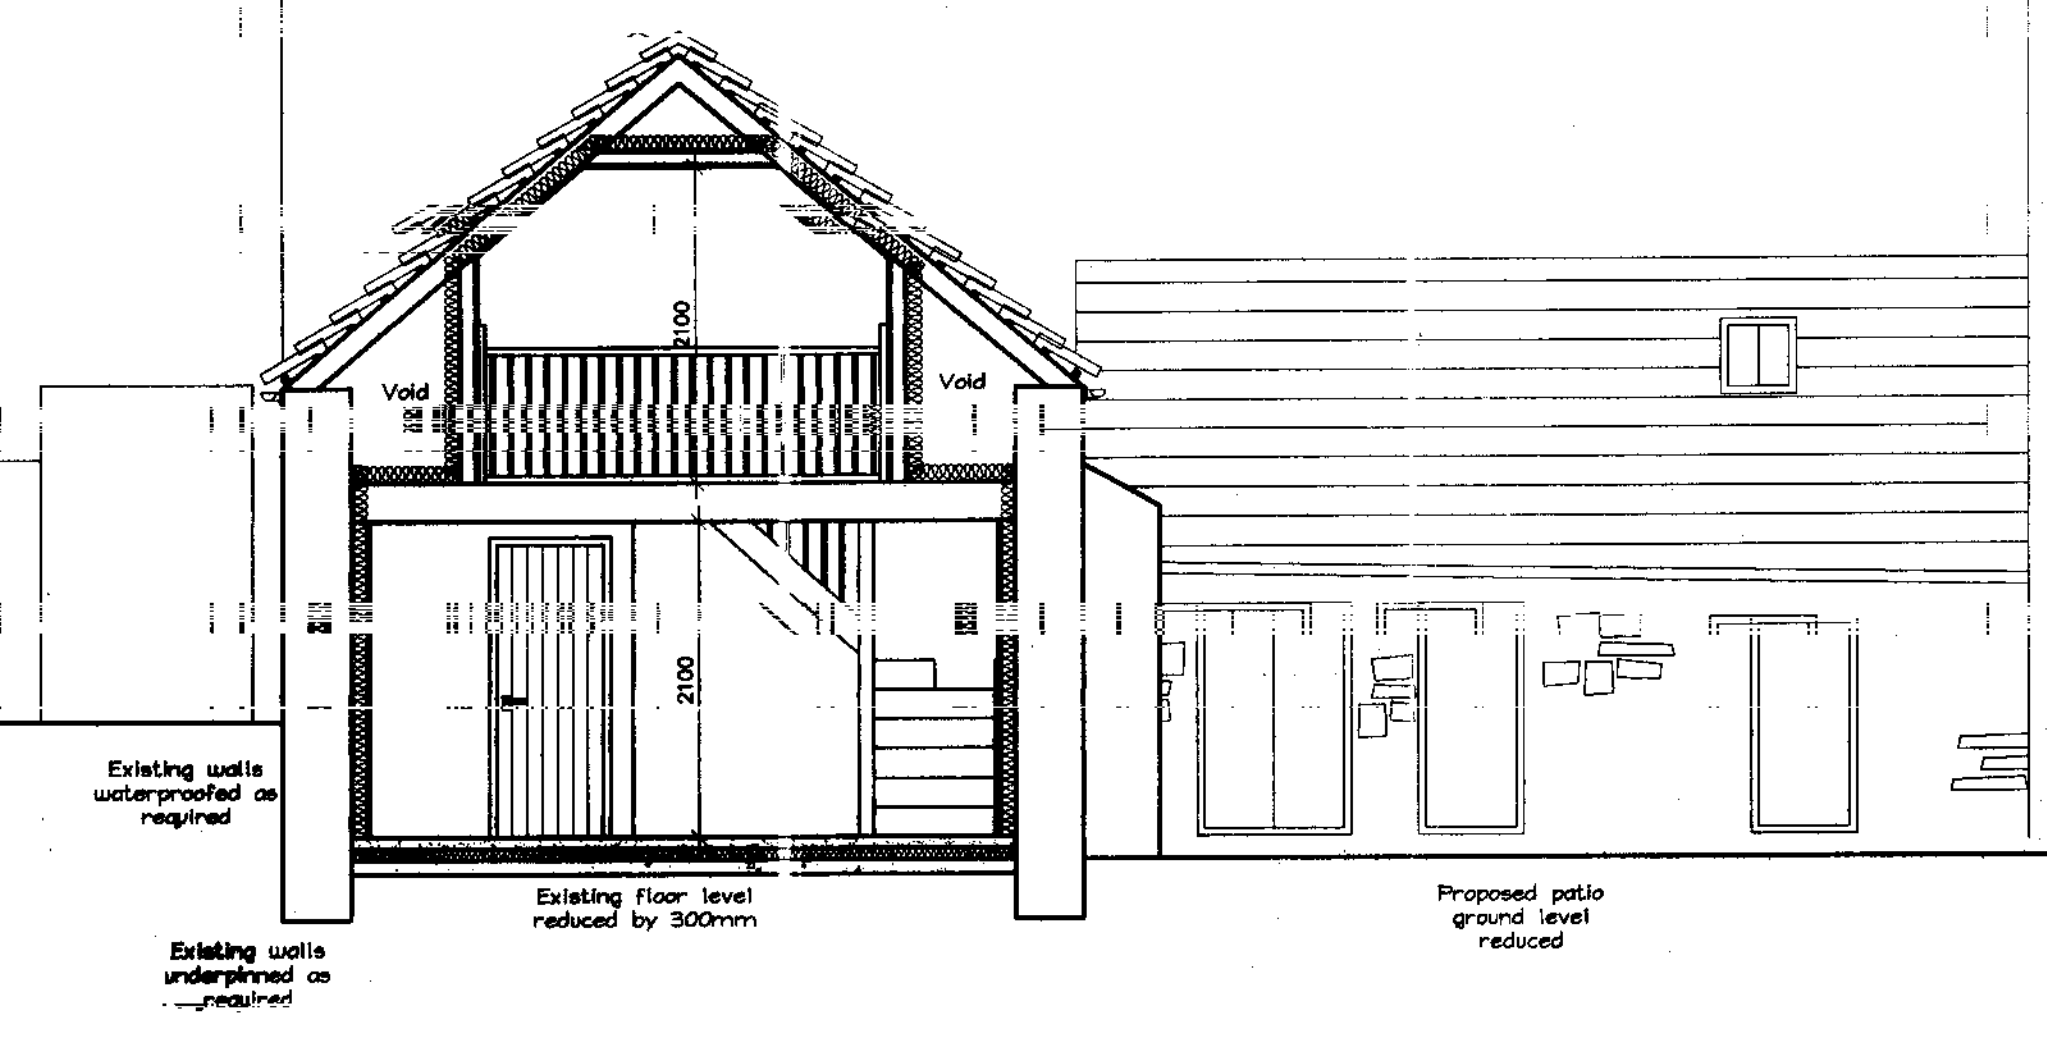 2100
Void
Void
2100
Existing walls
waterproofed as
required
Existing floor level
reduced by 300mm
Proposed patio
ground level
reduced
Existing walls
underpinned as
required